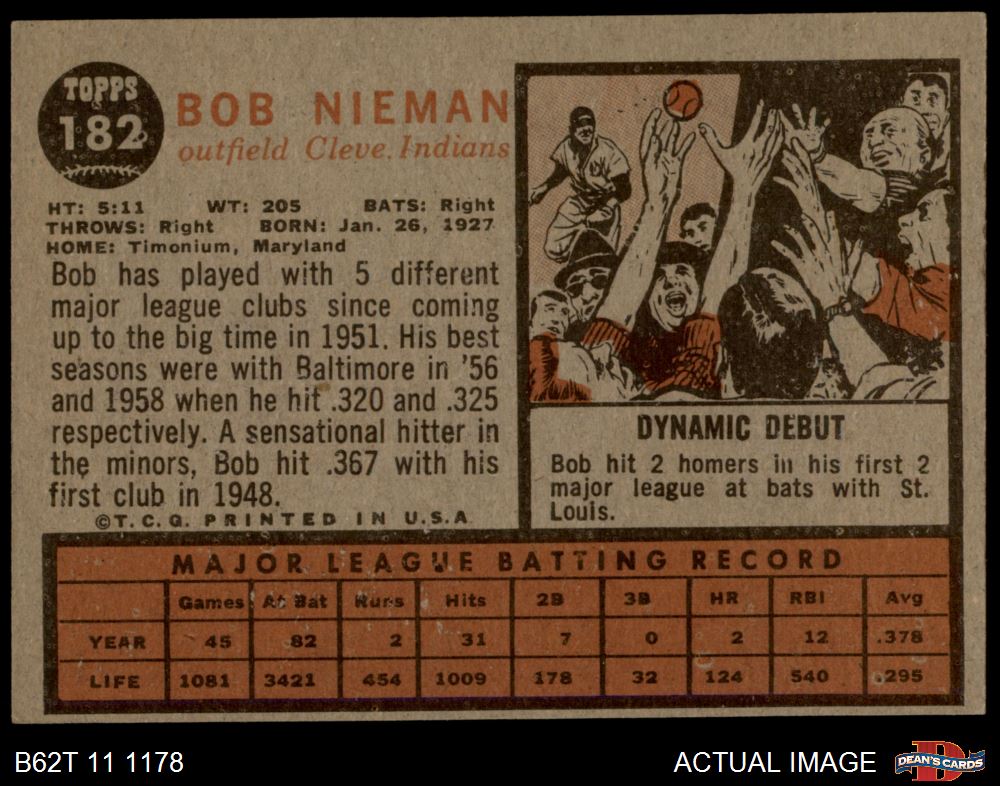 TOPPS
182
BOB NIEMAN
outfield Cleve. Indians
HT: 5:11 WT: 205 BATS: Right
THROWS: Right BORN: Jan. 26, 1927
HOME: Timonium, Maryland
Bob has played with 5 different
major league clubs since coming
up to the big time in 1951. His best
seasons were with Baltimore in '56
and 1958 when he hit .320 and .325
respectively. A sensational hitter in
the minors, Bob hit .367 with his
first club in 1948.
©T.C.G. PRINTED IN U.S.A.
DYNAMIC DEBUT
Bob hit 2 homers in his first 2
major league at bats with St.
Louis.
MAJOR LEAGUE BATTING RECORD
Games At Bat Runs Hits 2B 3B HR RBI Avg
YEAR 45 82 2 31 7 0 2 12 .378
LIFE 1081 3421 454 1009 178 32 124 540 .295
B62T 11 1178
ACTUAL IMAGE
D
DEAN'S CARDS